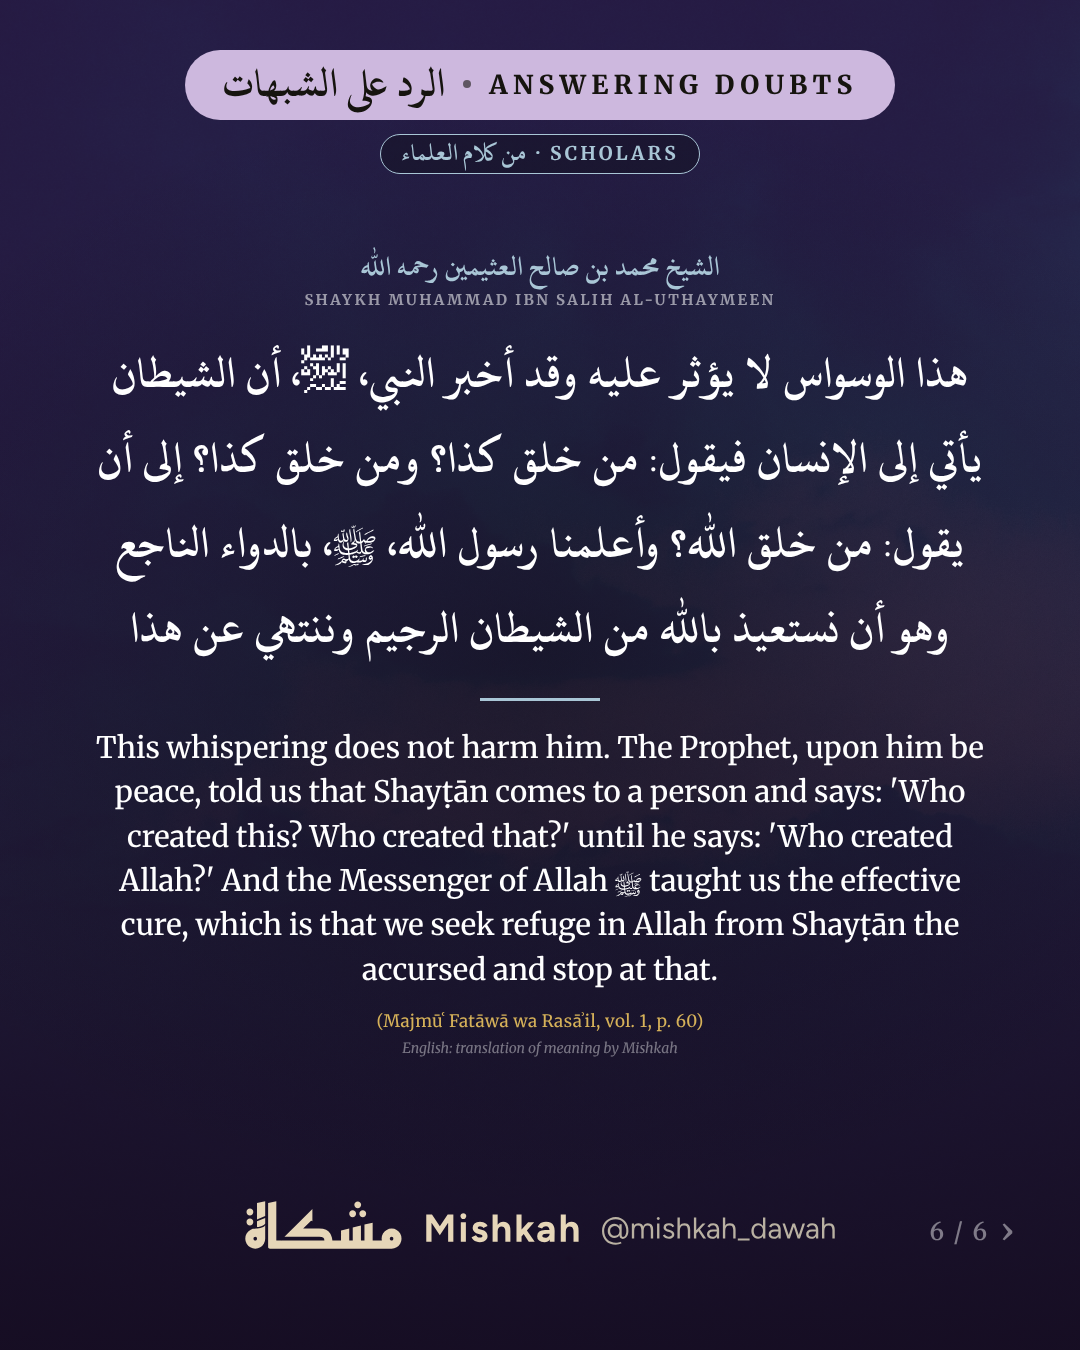 الرد على الشبهات • ANSWERING DOUBTS
من كلام العلماء · SCHOLARS
الشيخ محمد بن صالح العثيمين رحمه الله
SHAYKH MUHAMMAD IBN SALIH AL-UTHAYMEEN
هذا الوسواس لا يؤثر عليه وقد أخبر النبي، ﷺ، أن الشيطان
يأتي إلى الإنسان فيقول: من خلق كذا؟ ومن خلق كذا؟ إلى أن
يقول: من خلق الله؟ وأعلمنا رسول الله، ﷺ، بالدواء الناجع
وهو أن نستعيذ بالله من الشيطان الرجيم وننتهي عن هذا
This whispering does not harm him. The Prophet, upon him be
peace, told us that Shayṭān comes to a person and says: 'Who
created this? Who created that?' until he says: 'Who created
Allah?' And the Messenger of Allah ﷺ taught us the effective
cure, which is that we seek refuge in Allah from Shayṭān the
accursed and stop at that.
(Majmūʿ Fatāwā wa Rasāʾil, vol. 1, p. 60)
English: translation of meaning by Mishkah
مشكاة Mishkah @mishkah_dawah
6 / 6 ›